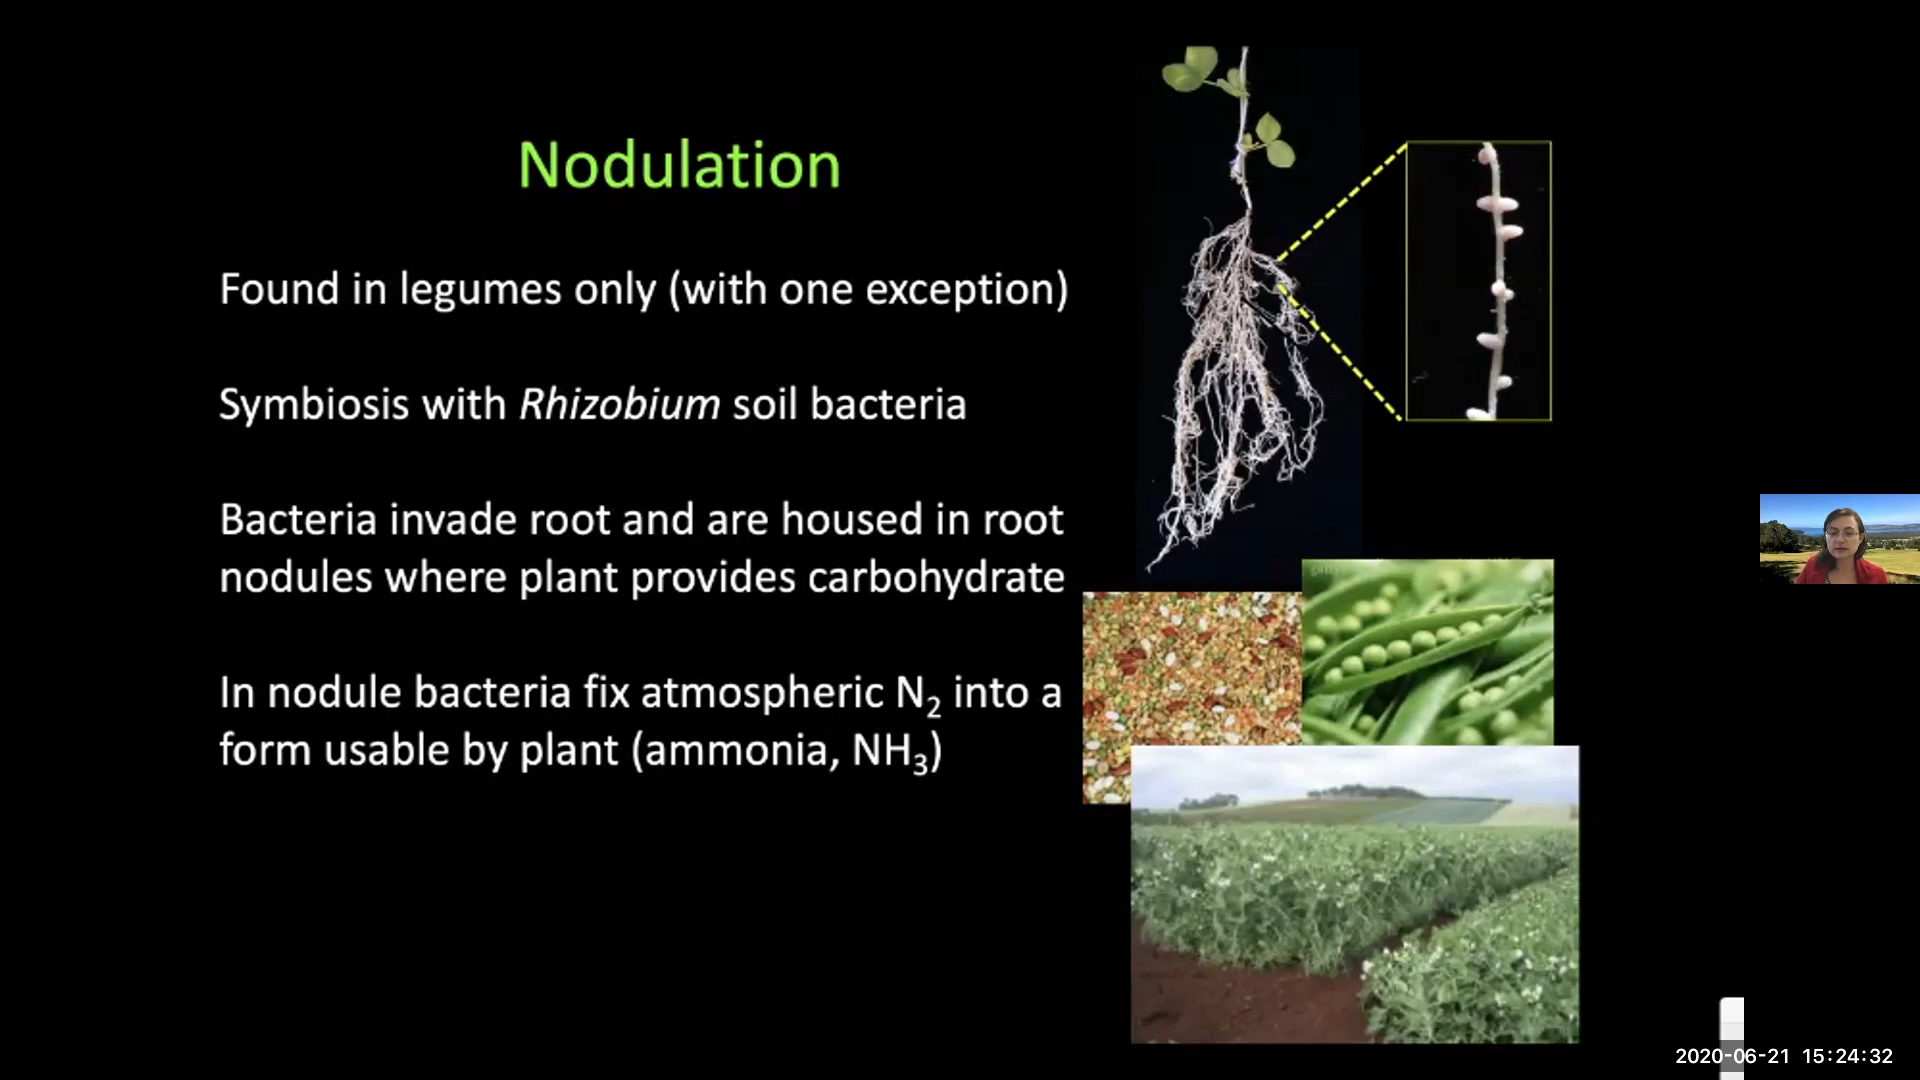 Nodulation
Found in legumes only (with one exception)
Symbiosis with Rhizobium soil bacteria
Bacteria invade root and are housed in root
nodules where plant provides carbohydrate
In nodule bacteria fix atmospheric N₂ into a
form usable by plant (ammonia, NH₃)
2020-06-21 15:24:32